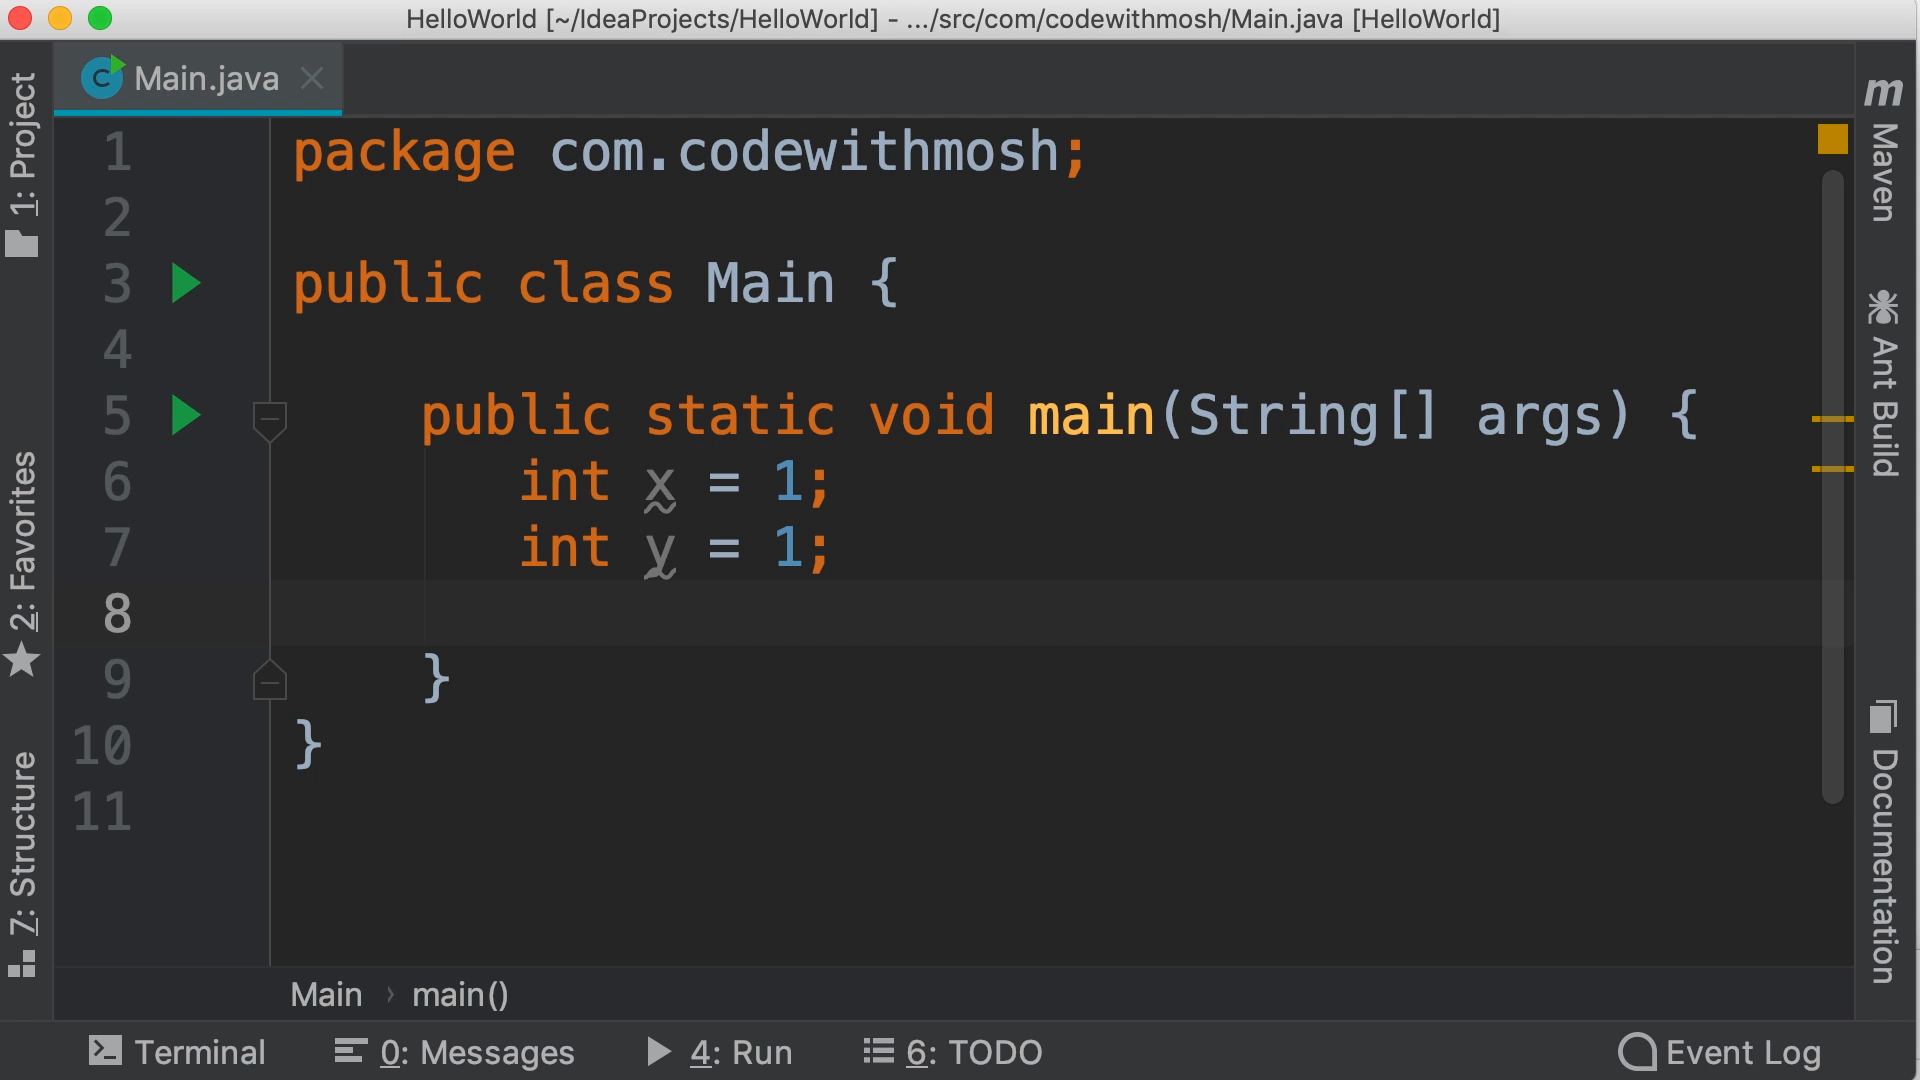 HelloWorld [~/IdeaProjects/HelloWorld] - .../src/com/codewithmosh/Main.java [HelloWorld]
Main.java
1: Project
2: Favorites
7: Structure
1 package com.codewithmosh;
2
3 public class Main {
4
5 public static void main(String[] args) {
6 int x = 1;
7 int y = 1;
8
9 }
10 }
11
m Maven
Ant Build
Documentation
Main › main()
Terminal 0: Messages 4: Run 6: TODO Event Log